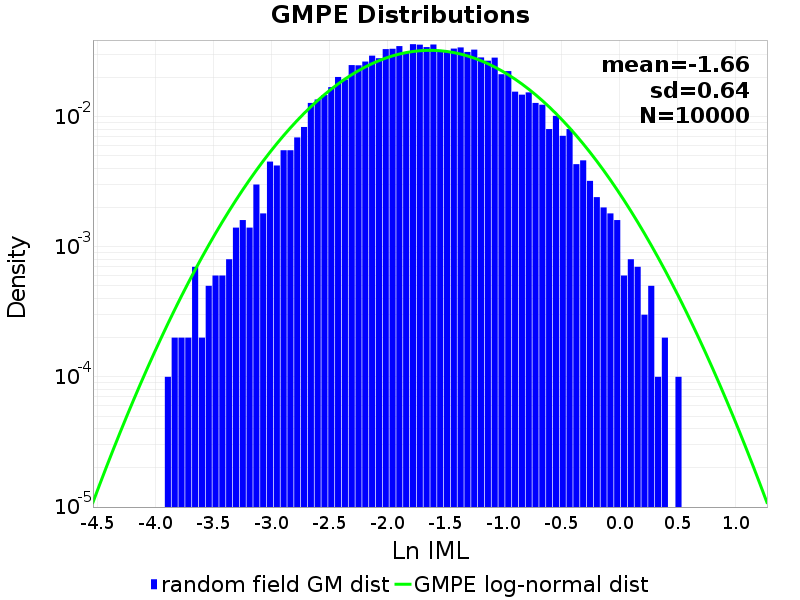 GMPE Distributions
mean=-1.66
sd=0.64
N=10000
Density
10-2
10-3
10-4
10-5
-4.5 -4.0 -3.5 -3.0 -2.5 -2.0 -1.5 -1.0 -0.5 0.0 0.5 1.0
Ln IML
random field GM dist GMPE log-normal dist